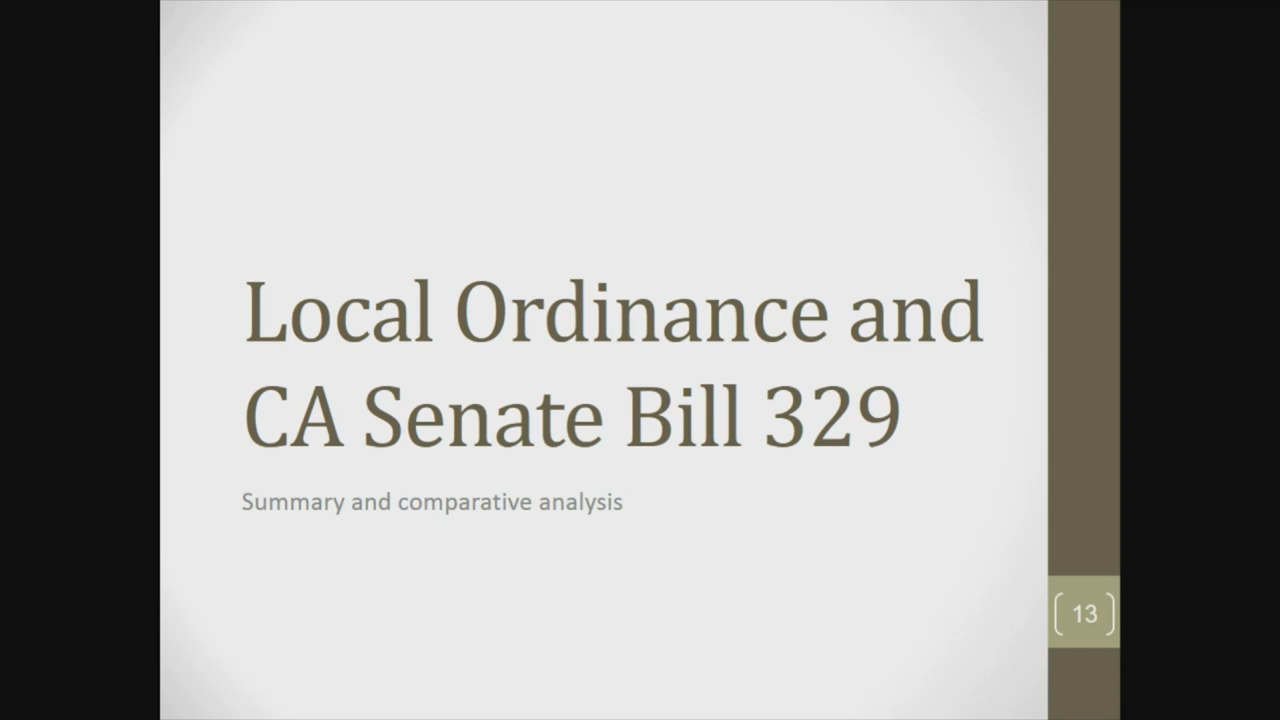 Local Ordinance and
CA Senate Bill 329
Summary and comparative analysis
13